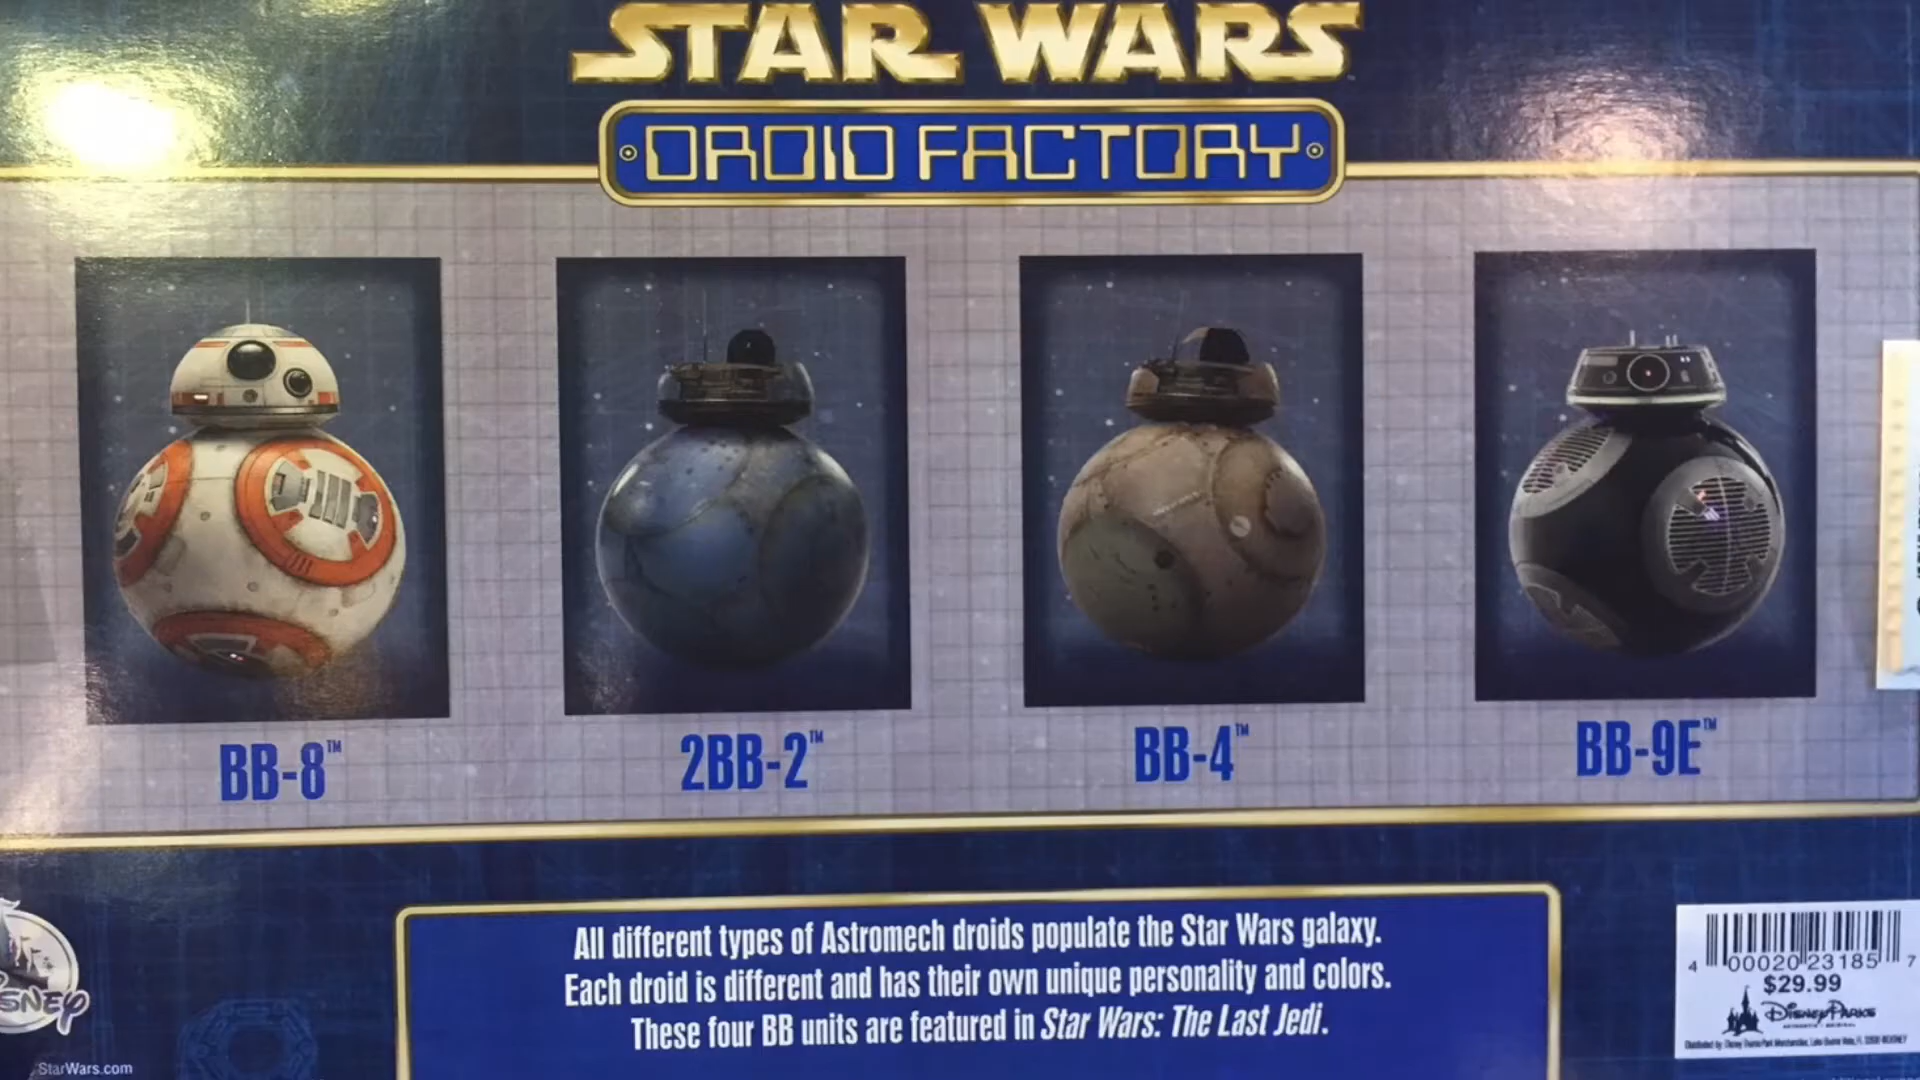 STAR WARS
DROID FACTORY
BB-8™
2BB-2™
BB-4™
BB-9E™
All different types of Astromech droids populate the Star Wars galaxy.
Each droid is different and has their own unique personality and colors.
These four BB units are featured in Star Wars: The Last Jedi.
SNEY
StarWars.com
4 00020 23185 7
$29.99
Disney Parks
AUTHENTIC ORIGINAL